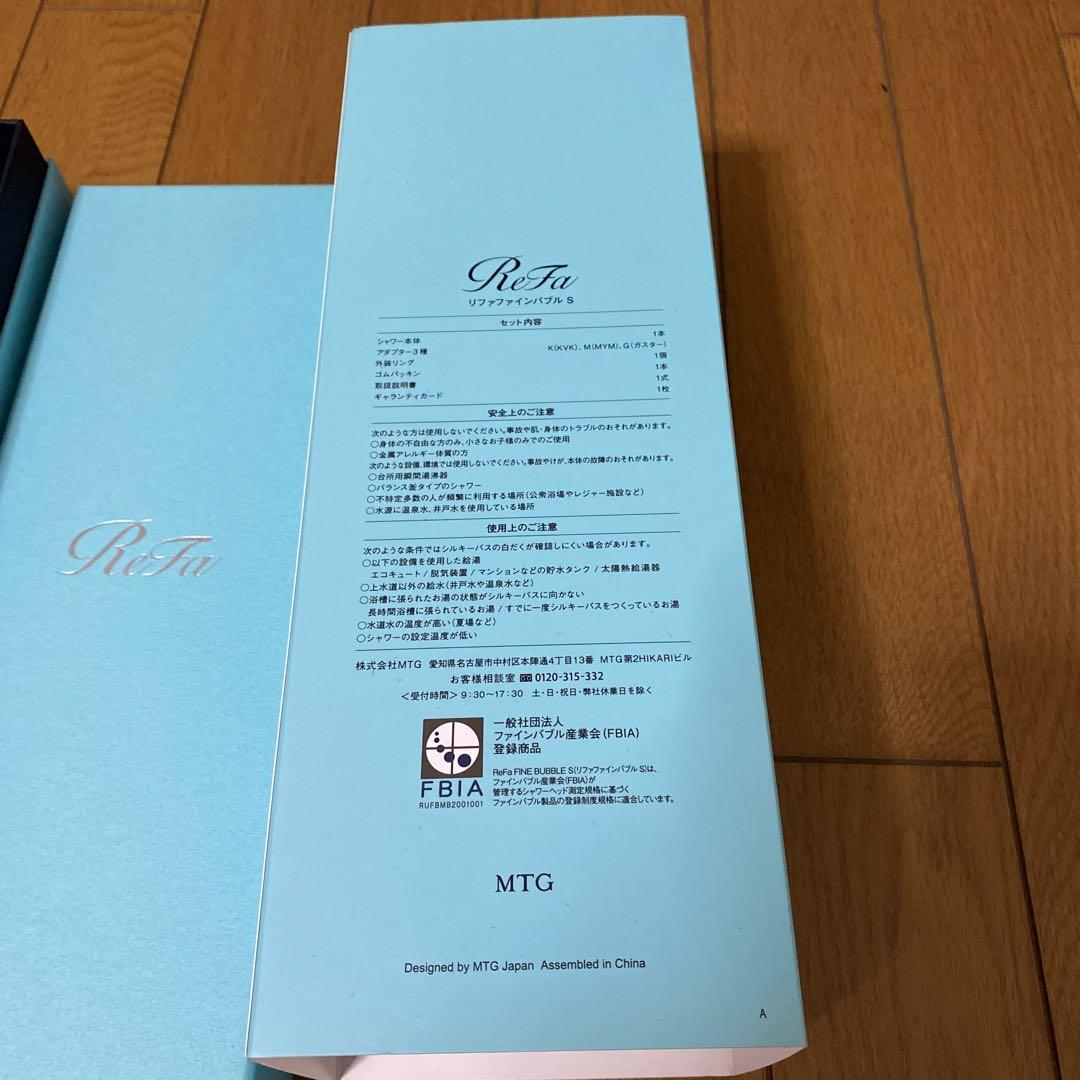 ReFa
リファファインバブル S
セット内容
シャワー本体 1本
アダプター3種 K(KVK)、M(MYM)、G(ガスター)
外装リング 1個
ゴムパッキン 1本
取扱説明書 1式
ギャランティカード 1枚
安全上のご注意
次のような方は使用しないでください。事故や肌・身体のトラブルのおそれがあります。
○身体の不自由な方のみ、小さなお子様のみでのご使用
○金属アレルギー体質の方
次のような設備、環境では使用しないでください。事故やけが、本体の故障のおそれがあります。
○台所用瞬間湯沸器
○バランス釜タイプのシャワー
○不特定多数の人が頻繁に利用する場所(公衆浴場やレジャー施設など)
○水源に温泉水、井戸水を使用している場所
使用上のご注意
次のような条件ではシルキーバスの白だくが確認しにくい場合があります。
○以下の設備を使用した給湯
エコキュート / 脱気装置 / マンションなどの貯水タンク / 太陽熱給湯器
○上水道以外の給水(井戸水や温泉水など)
○浴槽に張られたお湯の状態がシルキーバスに向かない
長時間浴槽に張られているお湯 / すでに一度シルキーバスをつくっているお湯
○水道水の温度が高い(夏場など)
○シャワーの設定温度が低い
株式会社MTG 愛知県名古屋市中村区本陣通4丁目13番 MTG第2HIKARIビル
お客様相談室 0120-315-332
<受付時間> 9:30〜17:30 土・日・祝日・弊社休業日を除く
一般社団法人
ファインバブル産業会(FBIA)
登録商品
FBIA
RUFBMB2001001
ReFa FINE BUBBLE S(リファファインバブル S)は、
ファインバブル産業会(FBIA)が
管理するシャワーヘッド測定規格に基づく
ファインバブル製品の登録制度規格に適合しています。
MTG
Designed by MTG Japan Assembled in China
A
ReFa